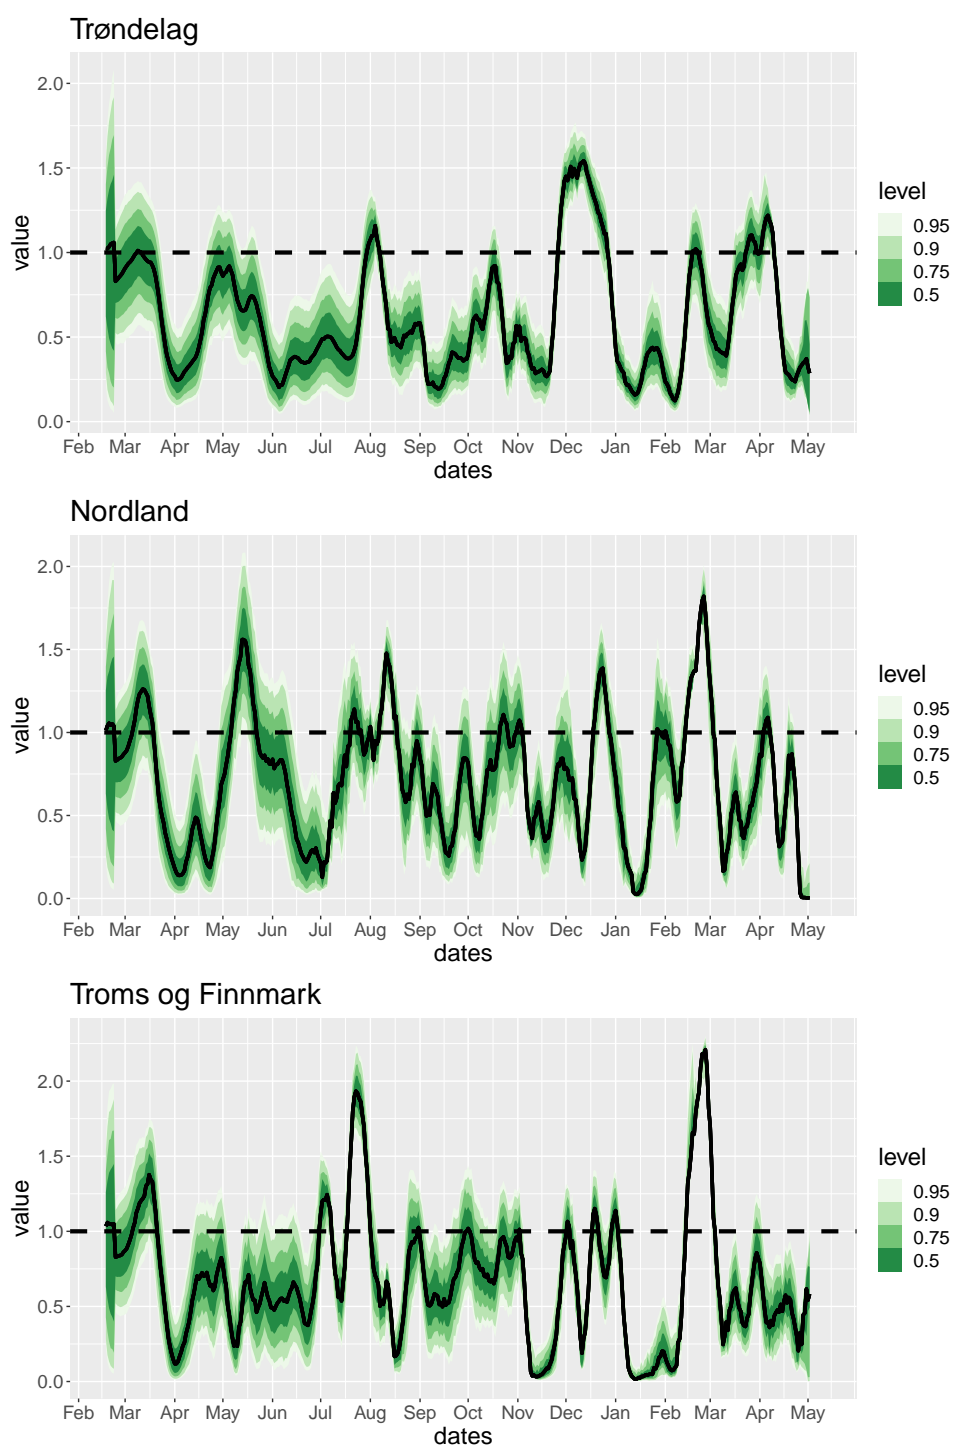 Trøndelag
2.0
1.5
1.0
0.5
0.0
value
Feb Mar Apr May Jun Jul Aug Sep Oct Nov Dec Jan Feb Mar Apr May
dates
level
0.95
0.9
0.75
0.5
Nordland
2.0
1.5
1.0
0.5
0.0
value
Feb Mar Apr May Jun Jul Aug Sep Oct Nov Dec Jan Feb Mar Apr May
dates
level
0.95
0.9
0.75
0.5
Troms og Finnmark
2.0
1.5
1.0
0.5
0.0
value
Feb Mar Apr May Jun Jul Aug Sep Oct Nov Dec Jan Feb Mar Apr May
dates
level
0.95
0.9
0.75
0.5